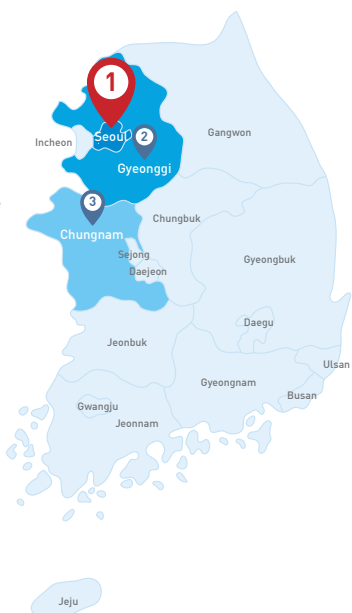 1
Seoul
2
Incheon
Gangwon
Gyeonggi
3
Chungbuk
Chungnam
Sejong
Daejeon
Gyeongbuk
Daegu
Jeonbuk
Ulsan
Gyeongnam
Busan
Gwangju
Jeonnam
Jeju